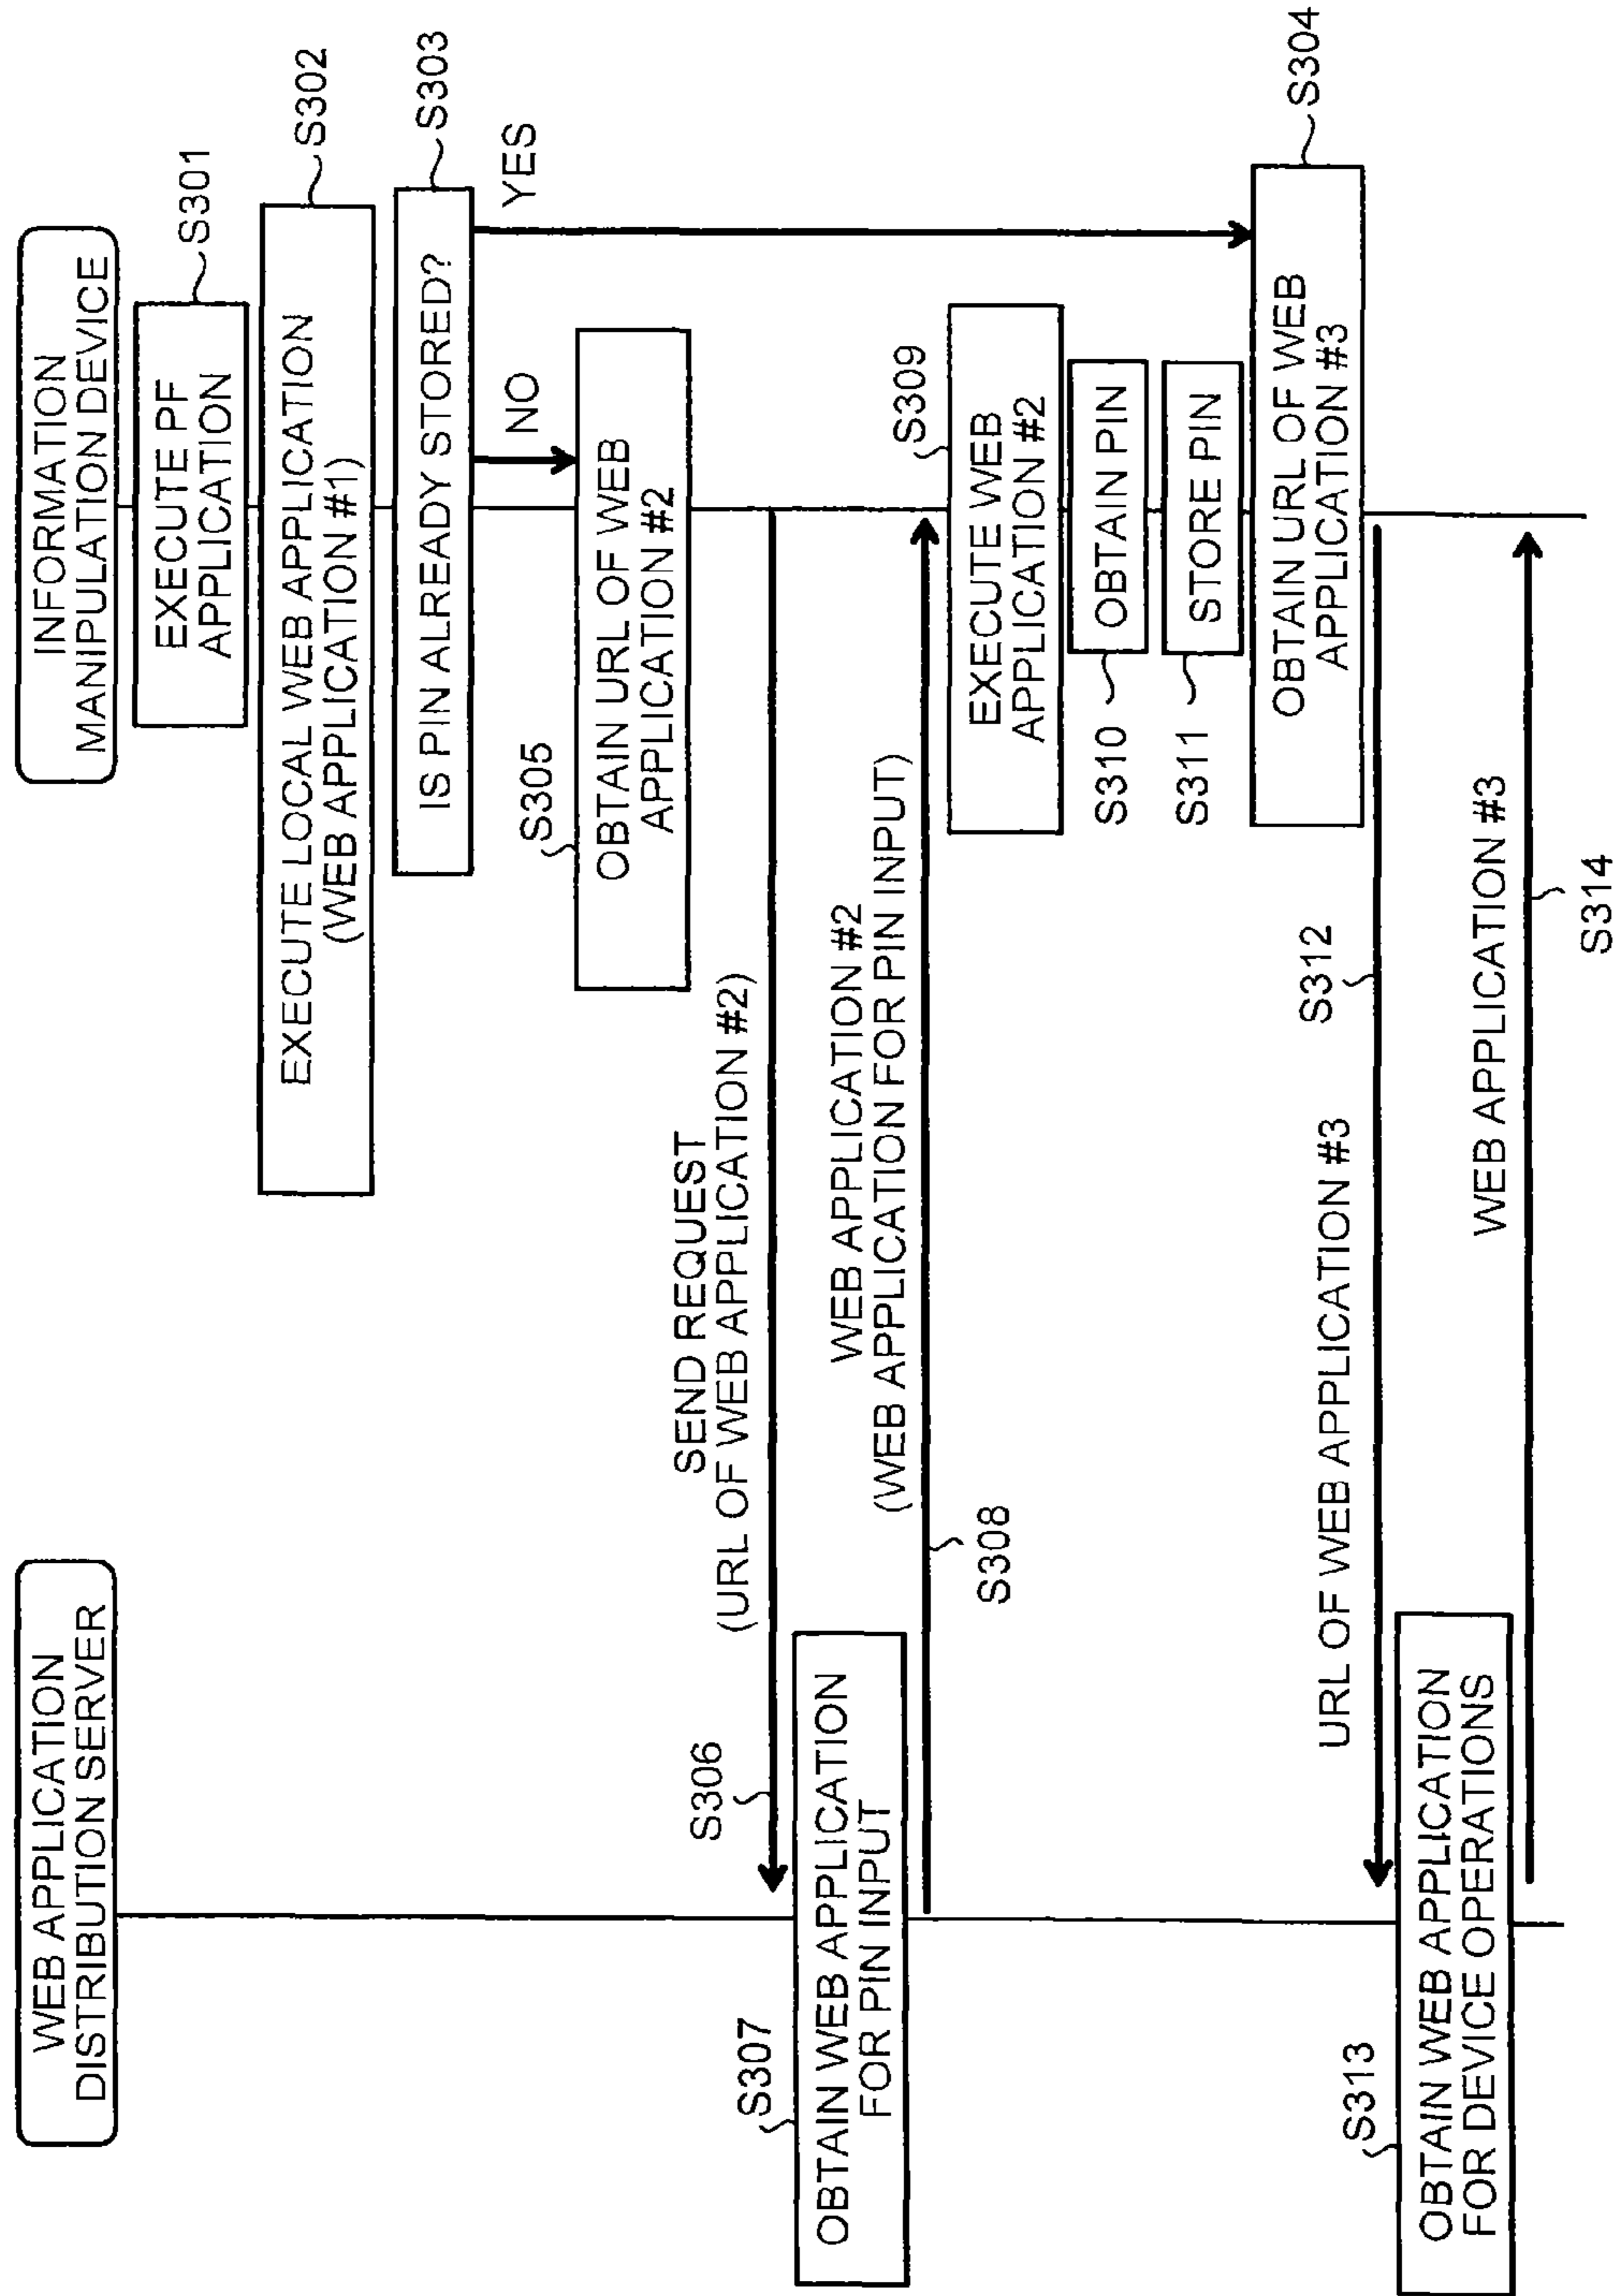 WEB APPLICATION
DISTRIBUTION SERVER
INFORMATION
MANIPULATION DEVICE
EXECUTE PF
APPLICATION
S301
EXECUTE LOCAL WEB APPLICATION
(WEB APPLICATION #1)
S302
IS PIN ALREADY STORED?
S303
NO
YES
S305
OBTAIN URL OF WEB
APPLICATION #2
SEND REQUEST
(URL OF WEB APPLICATION #2)
S306
S307
OBTAIN WEB APPLICATION
FOR PIN INPUT
WEB APPLICATION #2
(WEB APPLICATION FOR PIN INPUT)
S308
S309
EXECUTE WEB
APPLICATION #2
S310
OBTAIN PIN
S311
STORE PIN
OBTAIN URL OF WEB
APPLICATION #3
S304
URL OF WEB APPLICATION #3
S312
S313
OBTAIN WEB APPLICATION
FOR DEVICE OPERATIONS
WEB APPLICATION #3
S314